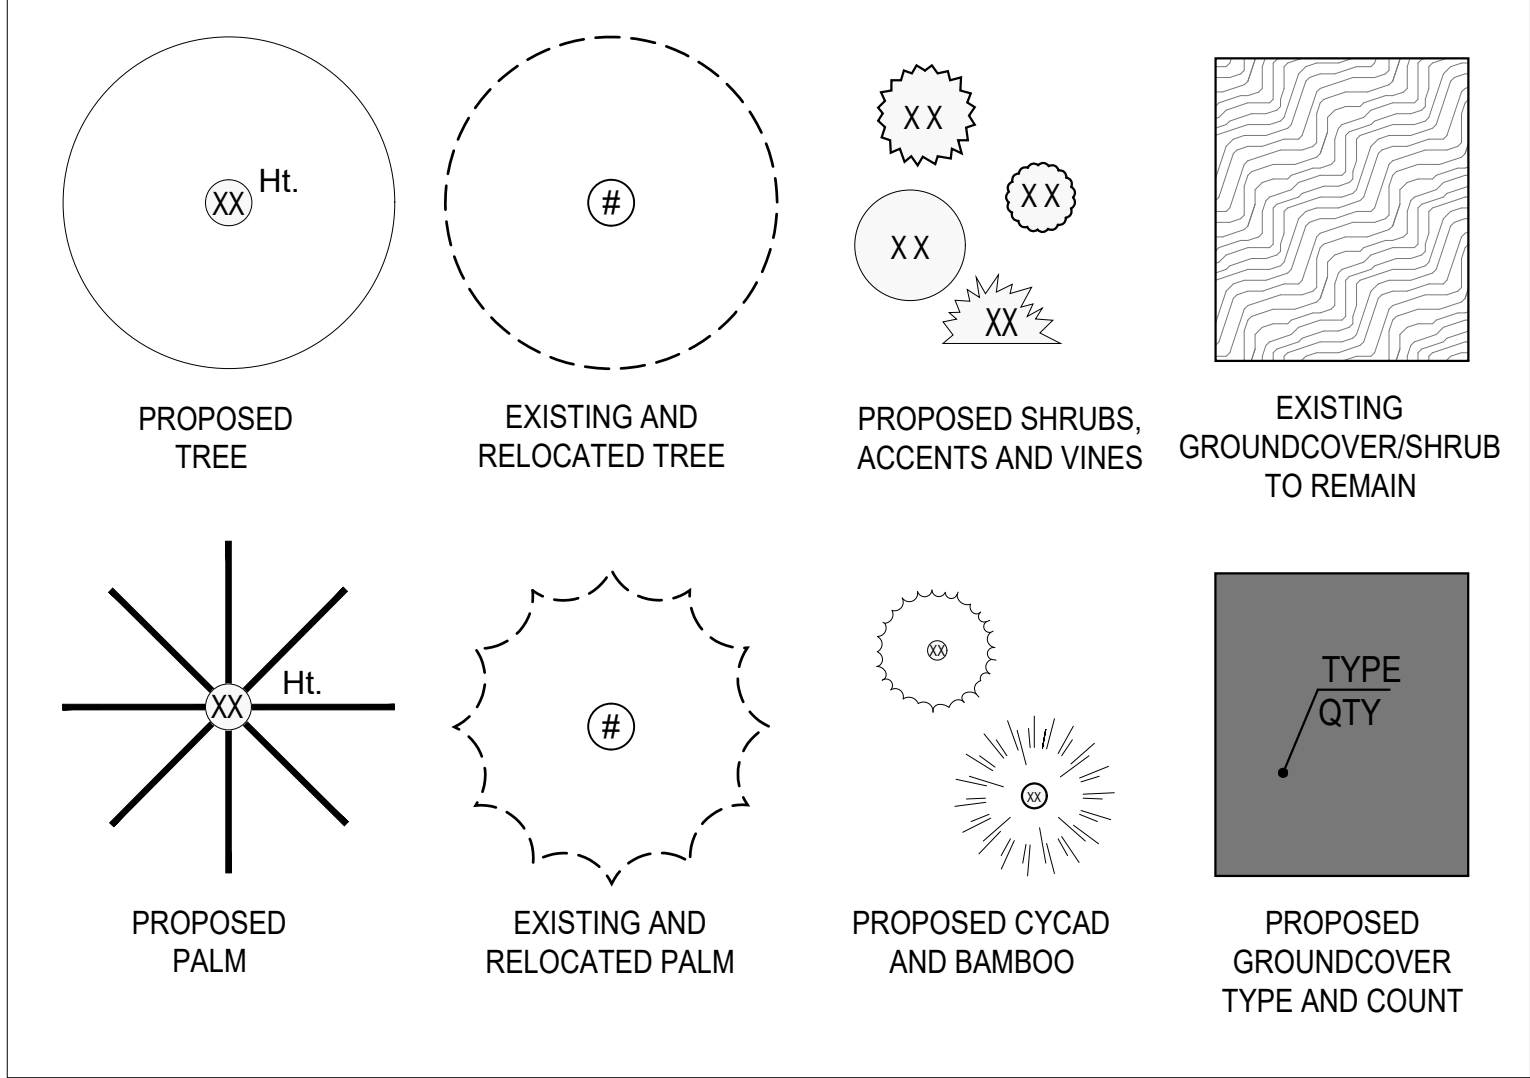 XX
Ht.
PROPOSED
TREE
#
EXISTING AND
RELOCATED TREE
XX
XX
XX
XX
PROPOSED SHRUBS,
ACCENTS AND VINES
EXISTING
GROUNDCOVER/SHRUB
TO REMAIN
XX
Ht.
PROPOSED
PALM
#
EXISTING AND
RELOCATED PALM
XX
XX
PROPOSED CYCAD
AND BAMBOO
TYPE
QTY
PROPOSED
GROUNDCOVER
TYPE AND COUNT